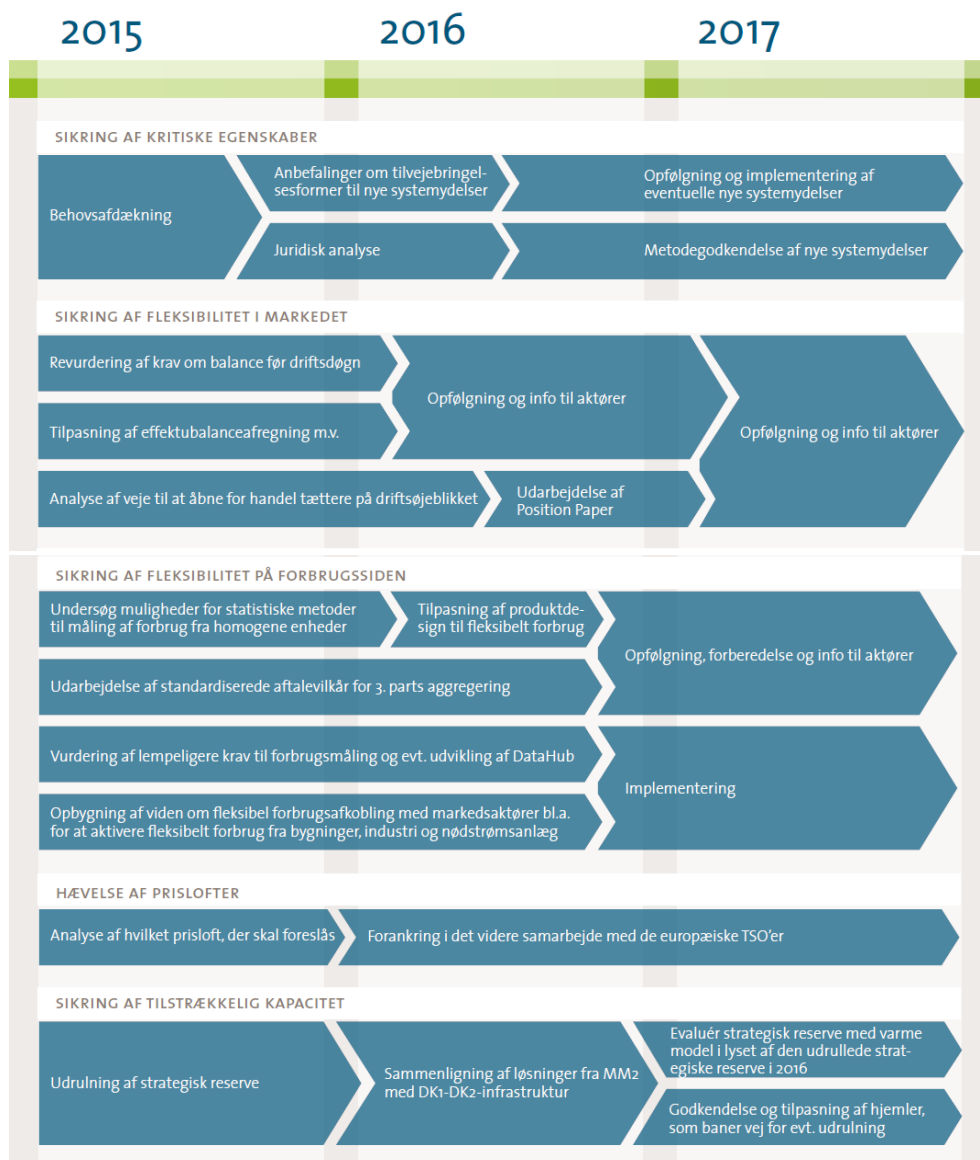 2015
2016
2017
SIKRING AF KRITISKE EGENSKABER
Behovsafdækning
Anbefalinger om tilvejebringel-
sesformer til nye systemydelser
Opfølgning og implementering af
eventuelle nye systemydelser
Juridisk analyse
Metodegodkendelse af nye systemydelser
SIKRING AF FLEKSIBILITET I MARKEDET
Revurdering af krav om balance før driftsdøgn
Tilpasning af effektubalanceafregning m.v.
Opfølgning og info til aktører
Opfølgning og info til aktører
Analyse af veje til at åbne for handel tættere på driftsøjeblikket
Udarbejdelse af
Position Paper
SIKRING AF FLEKSIBILITET PÅ FORBRUGSSIDEN
Undersøg muligheder for statistiske metoder
til måling af forbrug fra homogene enheder
Tilpasning af produktde-
sign til fleksibelt forbrug
Udarbejdelse af standardiserede aftalevilkår for 3. parts aggregering
Opfølgning, forberedelse og info til aktører
Vurdering af lempeligere krav til forbrugsmåling og evt. udvikling af DataHub
Opbygning af viden om fleksibel forbrugsafkobling med markedsaktører bl.a.
for at aktivere fleksibelt forbrug fra bygninger, industri og nødstrømsanlæg
Implementering
HÆVELSE AF PRISLOFTER
Analyse af hvilket prisloft, der skal foreslås
Forankring i det videre samarbejde med de europæiske TSO'er
SIKRING AF TILSTRÆKKELIG KAPACITET
Udrulning af strategisk reserve
Sammenligning af løsninger fra MM2
med DK1-DK2-infrastruktur
Evaluér strategisk reserve med varme
model i lyset af den udrullede strat-
egiske reserve i 2016
Godkendelse og tilpasning af hjemler,
som baner vej for evt. udrulning